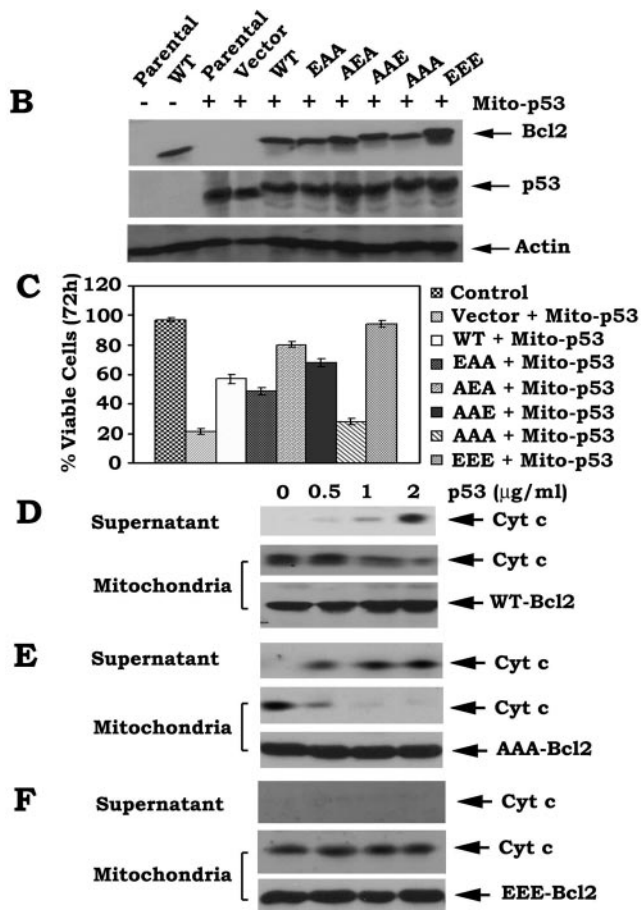 Parental WT Parental Vector WT EAA AEA AAE AAA EEE
B - - + + + + + + + + Mito-p53
Bcl2
p53
Actin
C
% Viable Cells (72h)
120
100
80
60
40
20
0
Control
Vector + Mito-p53
WT + Mito-p53
EAA + Mito-p53
AEA + Mito-p53
AAE + Mito-p53
AAA + Mito-p53
EEE + Mito-p53
D 0 0.5 1 2 p53 (μg/ml)
Supernatant Cyt c
Cyt c
Mitochondria
WT-Bcl2
E Supernatant Cyt c
Cyt c
Mitochondria
AAA-Bcl2
F Supernatant Cyt c
Cyt c
Mitochondria
EEE-Bcl2